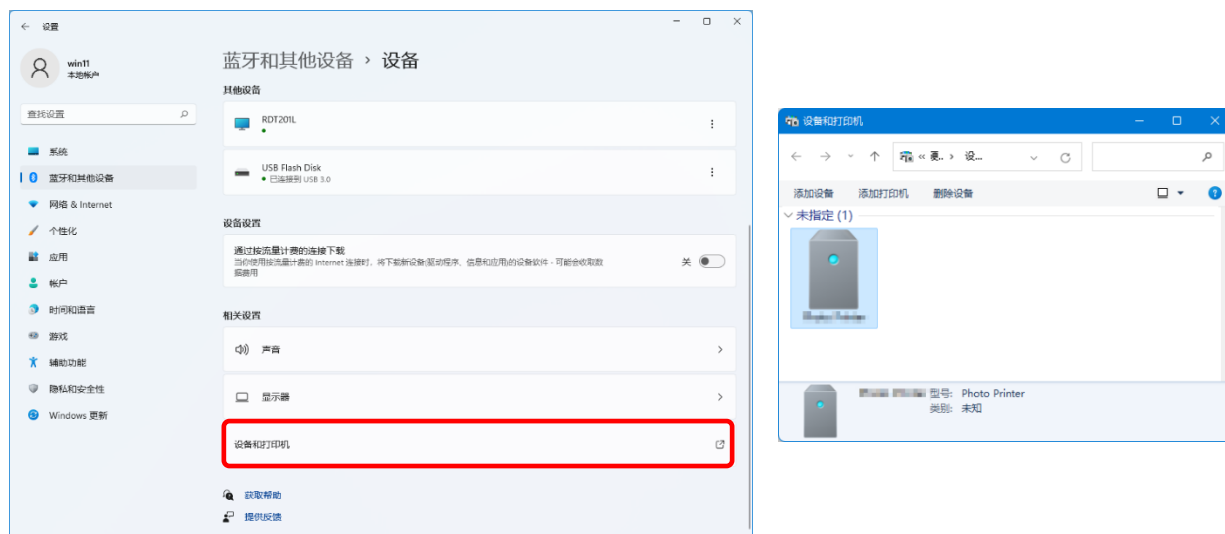 设置
win11
本地帐户
查找设置
系统
蓝牙和其他设备
网络 & Internet
个性化
应用
帐户
时间和语言
游戏
辅助功能
隐私和安全性
Windows 更新
蓝牙和其他设备 › 设备
其他设备
RDT201L
USB Flash Disk
已连接到 USB 3.0
设备设置
通过按流量计费的连接下载
当你使用按流量计费的 Internet 连接时，将下载新设备(驱动程序、信息和应用)的设备软件 - 可能会收取数
据费用
关
相关设置
声音
显示器
设备和打印机
获取帮助
提供反馈
设备和打印机
« 硬.. › 设...
添加设备 添加打印机 删除设备
未指定 (1)
型号: Photo Printer
类别: 未知